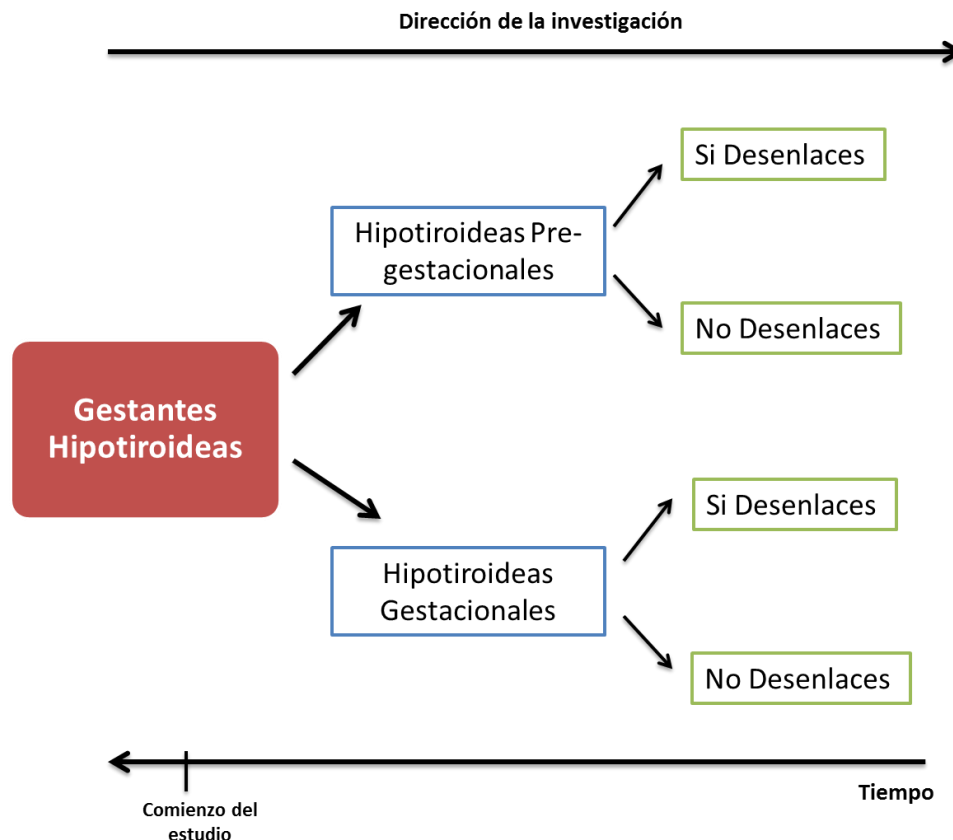 Dirección de la investigación
Si Desenlaces
Hipotiroideas Pre-
gestacionales
No Desenlaces
Gestantes
Hipotiroideas
Si Desenlaces
Hipotiroideas
Gestacionales
No Desenlaces
Tiempo
Comienzo del
estudio